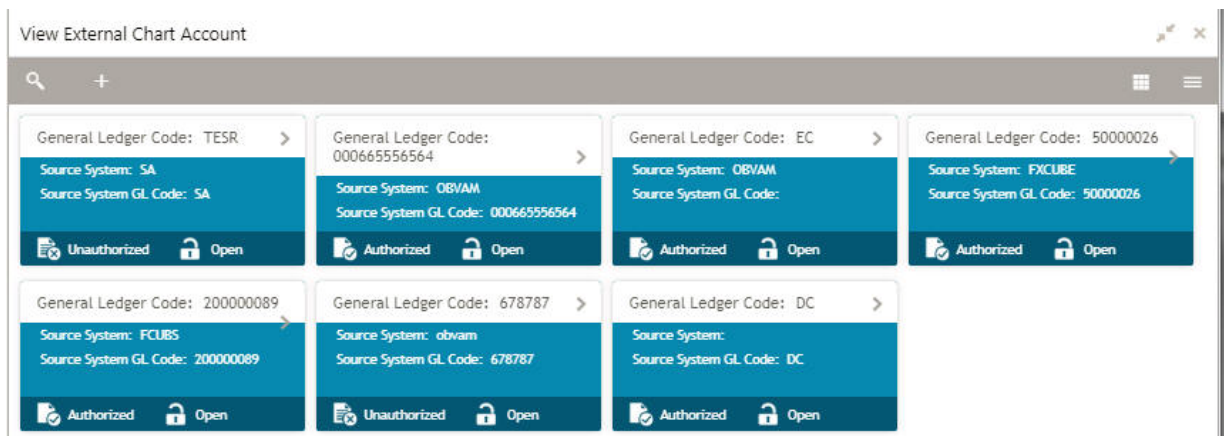 View External Chart Account
General Ledger Code: TESR
Source System: SA
Source System GL Code: SA
Unauthorized Open
General Ledger Code:
000665556564
Source System: OBVAM
Source System GL Code: 000665556564
Authorized Open
General Ledger Code: EC
Source System: OBVAM
Source System GL Code:
Authorized Open
General Ledger Code: 50000026
Source System: FXCUBE
Source System GL Code: 50000026
Authorized Open
General Ledger Code: 200000089
Source System: FCUBS
Source System GL Code: 200000089
Authorized Open
General Ledger Code: 678787
Source System: obvam
Source System GL Code: 678787
Unauthorized Open
General Ledger Code: DC
Source System:
Source System GL Code: DC
Authorized Open